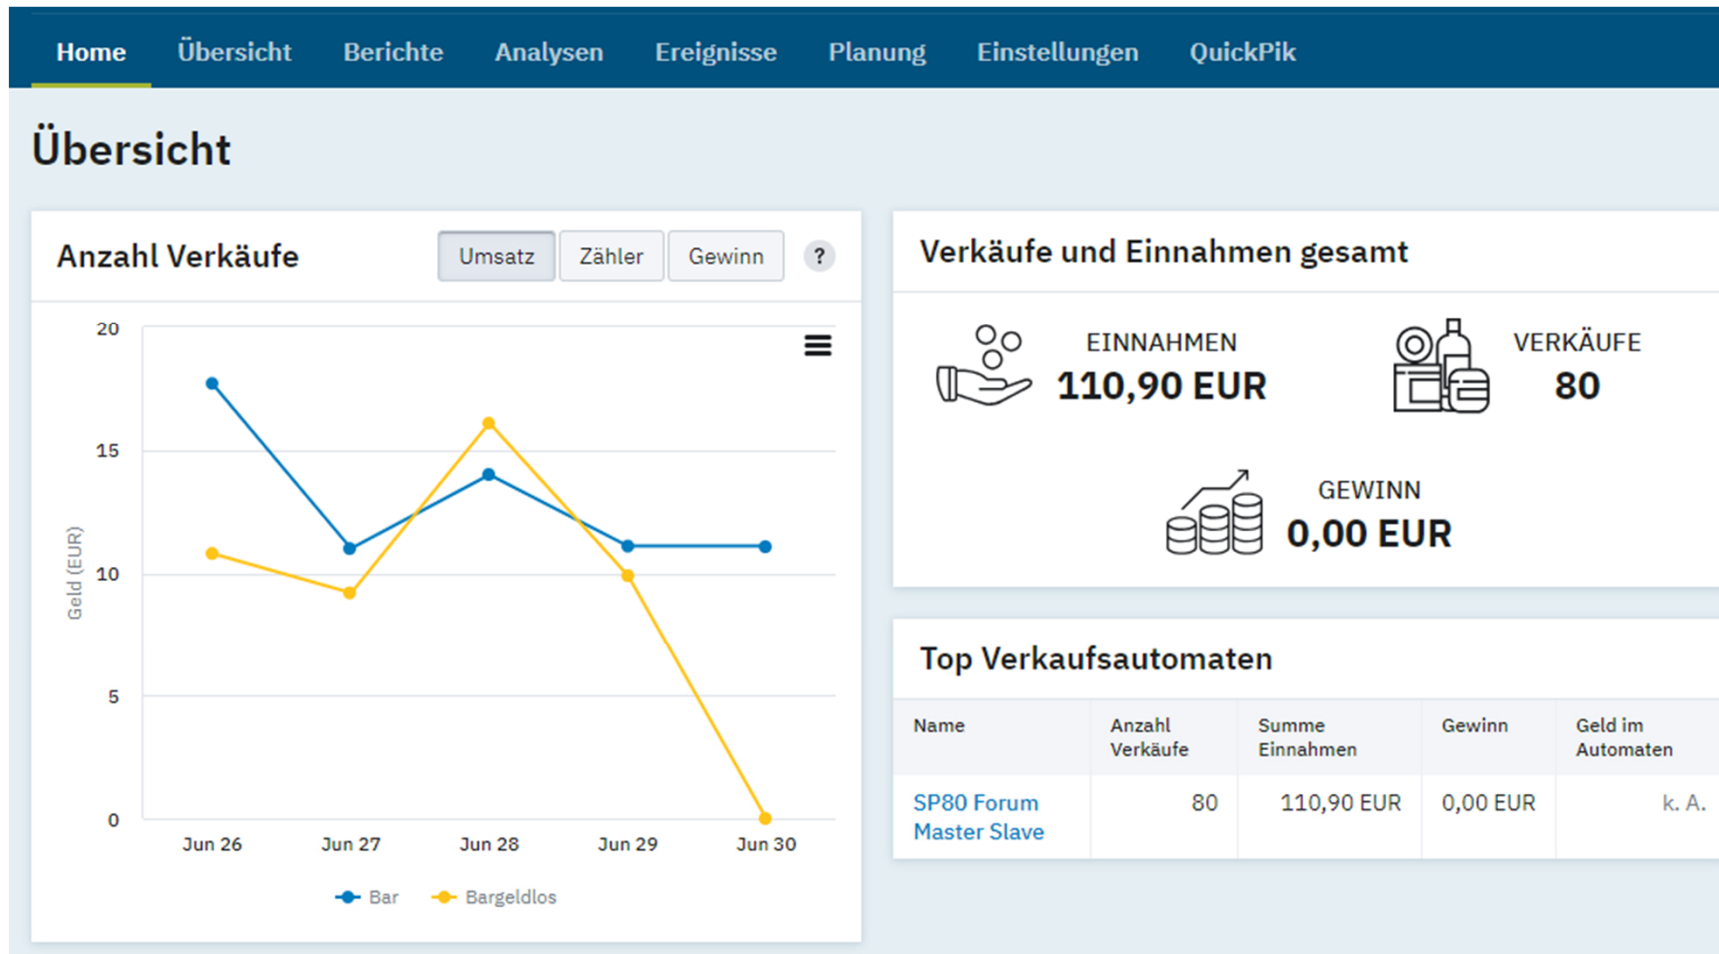 Home Übersicht Berichte Analysen Ereignisse Planung Einstellungen QuickPik
Übersicht
Anzahl Verkäufe
Umsatz Zähler Gewinn ?
20
15
10
5
0
Geld (EUR)
Jun 26 Jun 27 Jun 28 Jun 29 Jun 30
Bar Bargeldlos
Verkäufe und Einnahmen gesamt
EINNAHMEN
110,90 EUR
VERKÄUFE
80
GEWINN
0,00 EUR
Top Verkaufsautomaten
Name Anzahl Verkäufe Summe Einnahmen Gewinn Geld im Automaten
SP80 Forum Master Slave 80 110,90 EUR 0,00 EUR k. A.